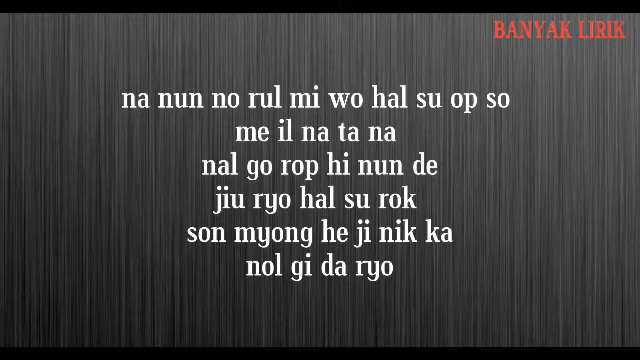 BANYAK LIRIK
na nun no rul mi wo hal su op so
me il na ta na
nal go rop hi nun de
jiu ryo hal su rok
son myong he ji nik ka
nol gi da ryo